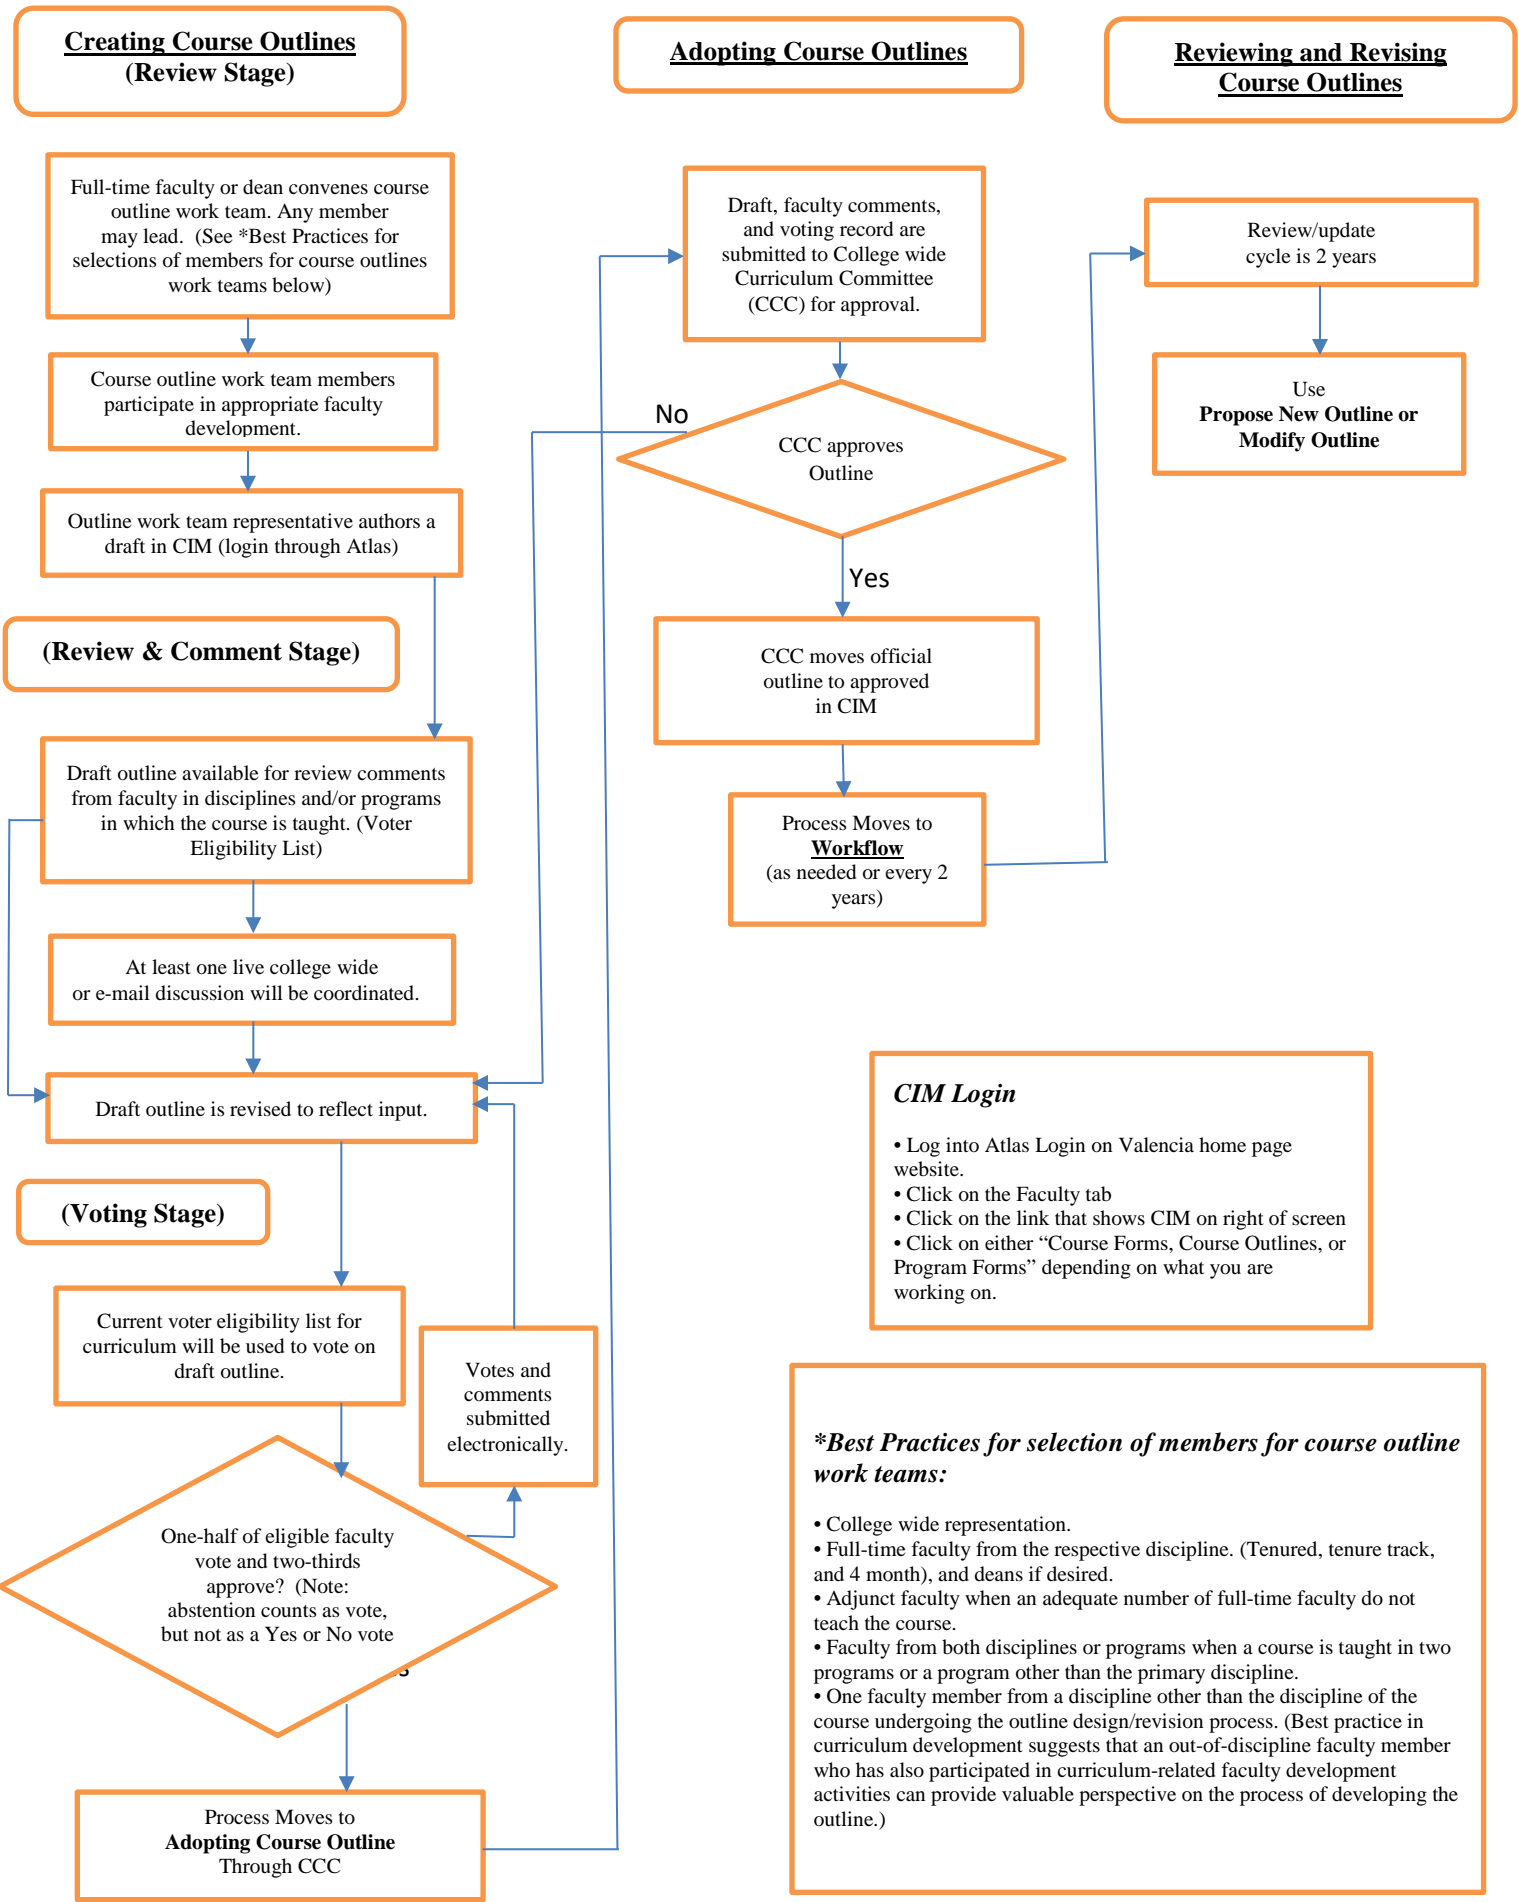 Creating Course Outlines
(Review Stage)
Full-time faculty or dean convenes course
outline work team. Any member
may lead.  (See *Best Practices for
selections of members for course outlines
work teams below)
Course outline work team members
participate in appropriate faculty
development.
Outline work team representative authors a
draft in CIM (login through Atlas)
(Review & Comment Stage)
Draft outline available for review comments
from faculty in disciplines and/or programs
in which the course is taught. (Voter
Eligibility List)
At least one live college wide
or e-mail discussion will be coordinated.
Draft outline is revised to reflect input.
(Voting Stage)
Current voter eligibility list for
curriculum will be used to vote on
draft outline.
Votes and
comments
submitted
electronically.
One-half of eligible faculty
vote and two-thirds
approve?  (Note:
abstention counts as vote,
but not as a Yes or No vote
Process Moves to
Adopting Course Outline
Through CCC
Adopting Course Outlines
Draft, faculty comments,
and voting record are
submitted to College wide
Curriculum Committee
(CCC) for approval.
No
CCC approves
Outline
Yes
CCC moves official
outline to approved
in CIM
Process Moves to
Workflow
(as needed or every 2
years)
Reviewing and Revising
Course Outlines
Review/update
cycle is 2 years
Use
Propose New Outline or
Modify Outline
CIM Login
• Log into Atlas Login on Valencia home page
website.
• Click on the Faculty tab
• Click on the link that shows CIM on right of screen
• Click on either “Course Forms, Course Outlines, or
Program Forms” depending on what you are
working on.
*Best Practices for selection of members for course outline
work teams:
• College wide representation.
• Full-time faculty from the respective discipline. (Tenured, tenure track,
and 4 month), and deans if desired.
• Adjunct faculty when an adequate number of full-time faculty do not
teach the course.
• Faculty from both disciplines or programs when a course is taught in two
programs or a program other than the primary discipline.
• One faculty member from a discipline other than the discipline of the
course undergoing the outline design/revision process. (Best practice in
curriculum development suggests that an out-of-discipline faculty member
who has also participated in curriculum-related faculty development
activities can provide valuable perspective on the process of developing the
outline.)